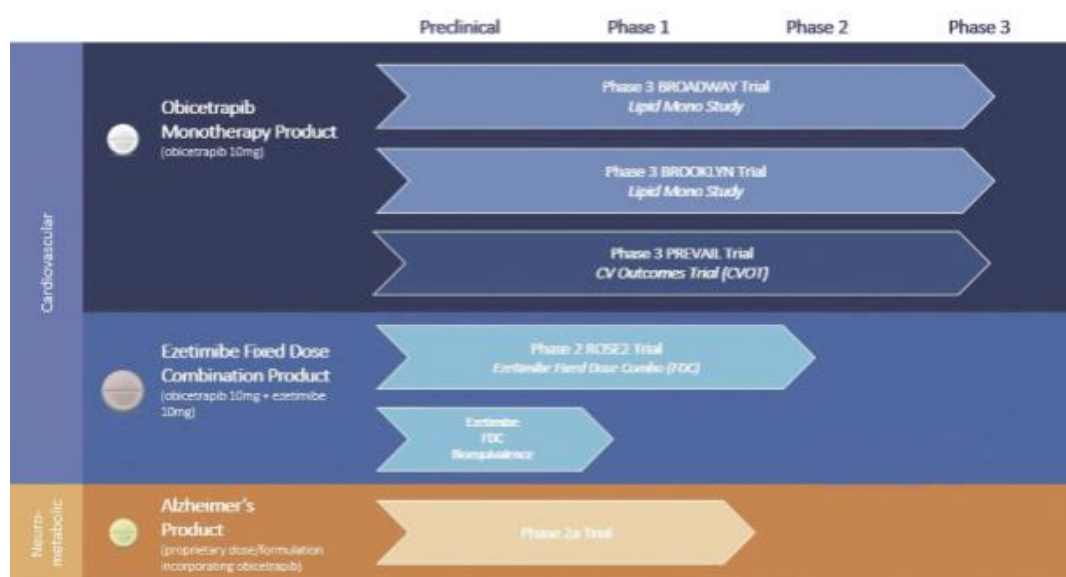 Preclinical Phase 1 Phase 2 Phase 3
Cardiovascular
Obicetrapib
Monotherapy Product
(obicetrapib 10mg)
Phase 3 BROADWAY Trial
Lipid Mono Study
Phase 3 BROOKLYN Trial
Lipid Mono Study
Phase 3 PREVAIL Trial
CV Outcomes Trial (CVOT)
Ezetimibe Fixed Dose
Combination Product
(obicetrapib 10mg + ezetimibe
10mg)
Phase 2 ROSE2 Trial
Ezetimibe Fixed Dose Combo (FDC)
Ezetimibe
FDC
Bioequivalence
Neuro-
metabolic
Alzheimer's
Product
(proprietary dose/formulation
incorporating obicetrapib)
Phase 2a Trial